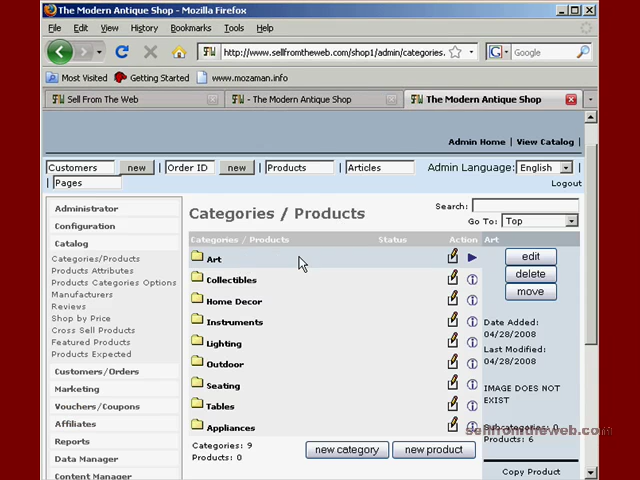 The Modern Antique Shop - Mozilla Firefox
File Edit View History Bookmarks Tools Help
http://www.sellfromtheweb.com/shop1/admin/categories. Google
Most Visited Getting Started www.mozaman.info
Sell From The Web - The Modern Antique Shop The Modern Antique Shop
Admin Home | View Catalog |
Customers new | Order ID new | Products | Articles Admin Language: English |
| Pages Logout
Categories / Products
Search:
Go To: Top
Administrator
Configuration
Catalog
Categories/Products
Products Attributes
Products Categories Options
Manufacturers
Reviews
Shop by Price
Cross Sell Products
Featured Products
Products Expected
Customers/Orders
Marketing
Vouchers/Coupons
Affiliates
Reports
Data Manager
Content Manager
Categories / Products Status Action
Art
Collectibles
Home Decor
Instruments
Lighting
Outdoor
Seating
Tables
Appliances
Categories: 9
Products: 0
new category new product
Art
edit
delete
move
Date Added:
04/28/2008
Last Modified:
04/28/2008
IMAGE DOES NOT
EXIST
Subcategories: 0
Products: 6
Copy Product
sellfromtheweb.com